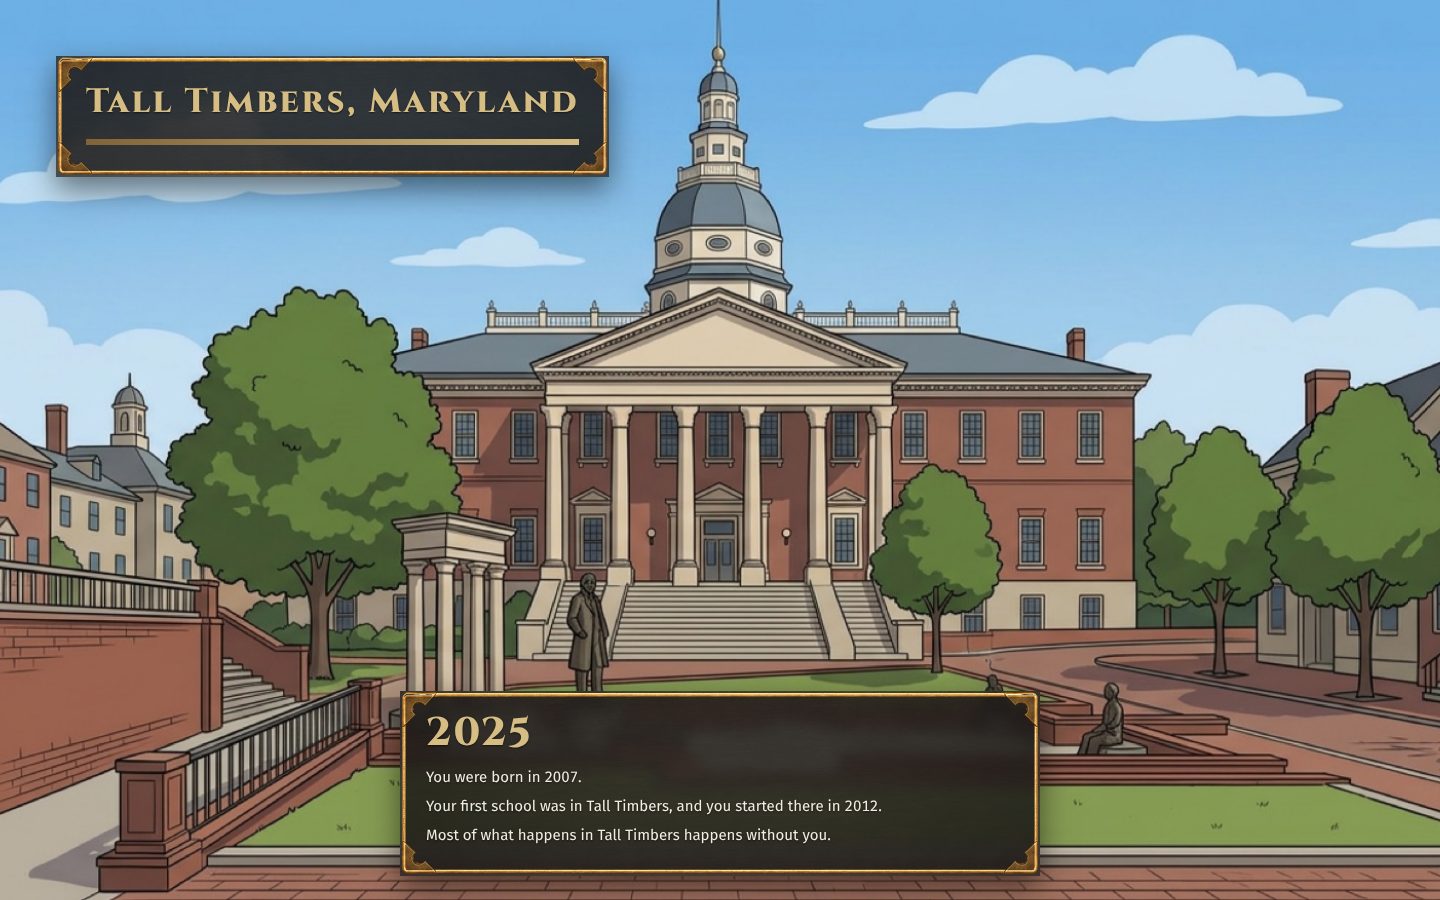 Tall Timbers, Maryland
2025
You were born in 2007.
Your first school was in Tall Timbers, and you started there in 2012.
Most of what happens in Tall Timbers happens without you.